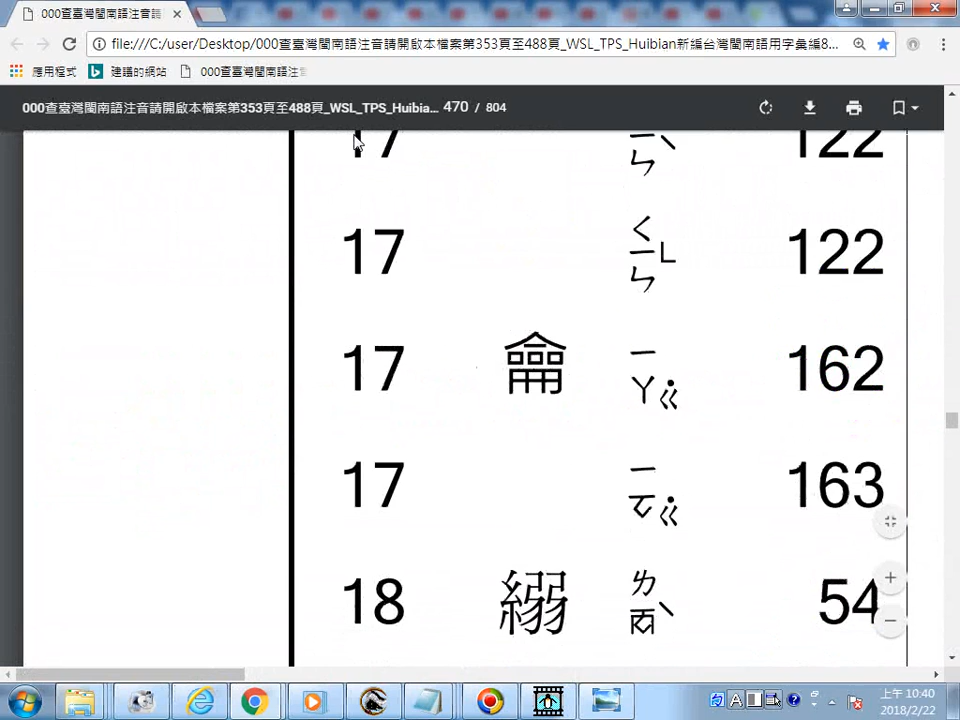 000查臺灣閩南語注音請
file:///C:/user/Desktop/000查臺灣閩南語注音請開啟本檔案第353頁至488頁_WSL_TPS_Huibian新編台灣閩南語用字彙編8...
應用程式 建議的網站 000查臺灣閩南語注音
000查臺灣閩南語注音請開啟本檔案第353頁至488頁_WSL_TPS_Huibia... 470 / 804
17 ㄧㄣˋ 122
17 ㄑㄧㄣ˪ 122
17 龠 ㄧㄚㆻ˙ 162
17 ㄧㄛㆻ˙ 163
18 ㄌㆫˋ 54
上午 10:40
2018/2/22